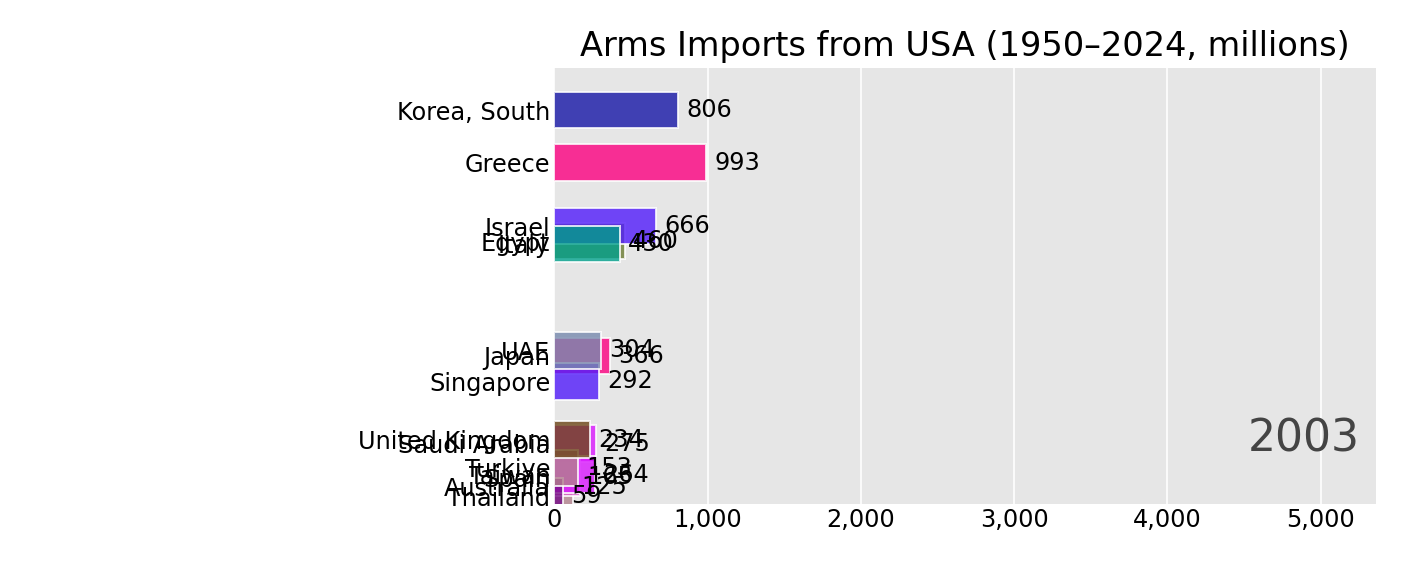 Arms Imports from USA (1950–2024, millions)
Korea, South 806
Greece 993
Israel 666
Egypt 430
Italy 460
UAE 304
Japan 366
Singapore 292
United Kingdom 234
Saudi Arabia 275
2003
Turkiye 153
Taiwan
Spain
Australia 125
Thailand 59
0 1,000 2,000 3,000 4,000 5,000